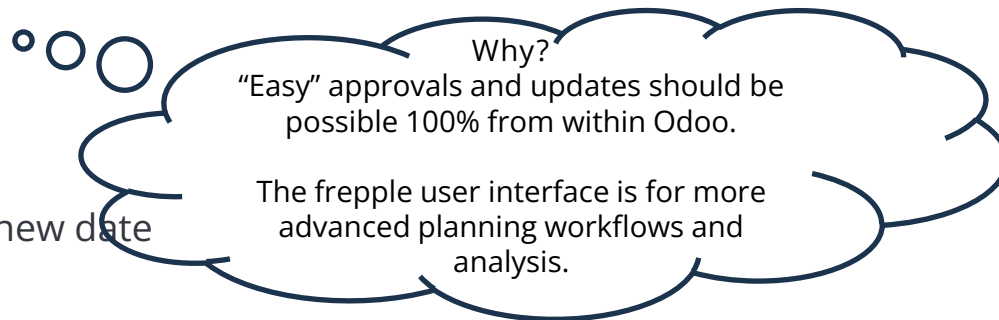 Why?
“Easy” approvals and updates should be
possible 100% from within Odoo.
The frepple user interface is for more
new date
advanced planning workflows and
analysis.